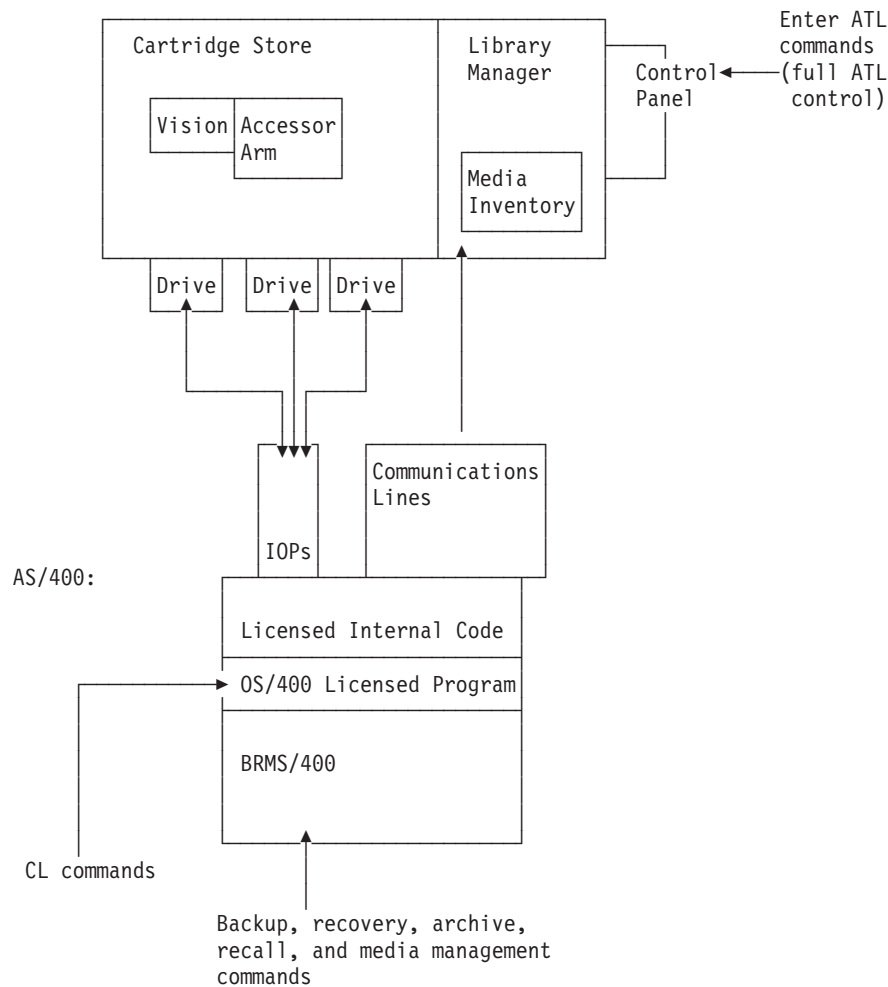 Cartridge Store
Library
Manager
Enter ATL
commands
(full ATL
control)
Control
Panel
Vision
Accessor
Arm
Media
Inventory
Drive
Drive
Drive
Communications
Lines
IOPs
AS/400:
Licensed Internal Code
OS/400 Licensed Program
BRMS/400
CL commands
Backup, recovery, archive,
recall, and media management
commands